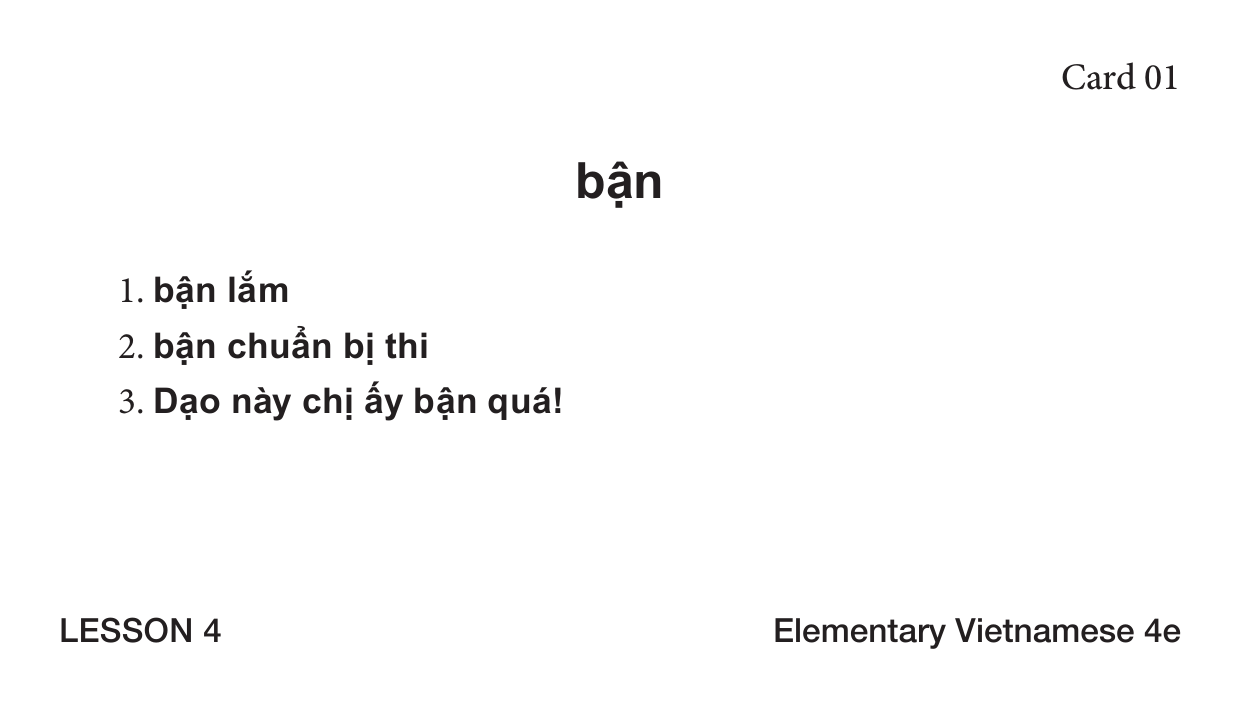 Card 01
bận
1. bận lắm
2. bận chuẩn bị thi
3. Dạo này chị ấy bận quá!
LESSON 4
Elementary Vietnamese 4e